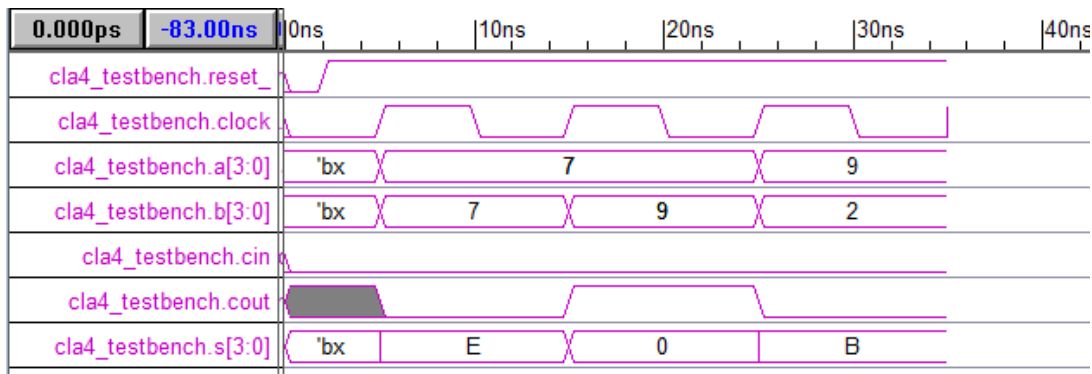 0.000ps -83.00ns 0ns 10ns 20ns 30ns 40ns
cla4_testbench.reset_
cla4_testbench.clock
cla4_testbench.a[3:0] 'bx 7 9
cla4_testbench.b[3:0] 'bx 7 9 2
cla4_testbench.cin
cla4_testbench.cout
cla4_testbench.s[3:0] 'bx E 0 B